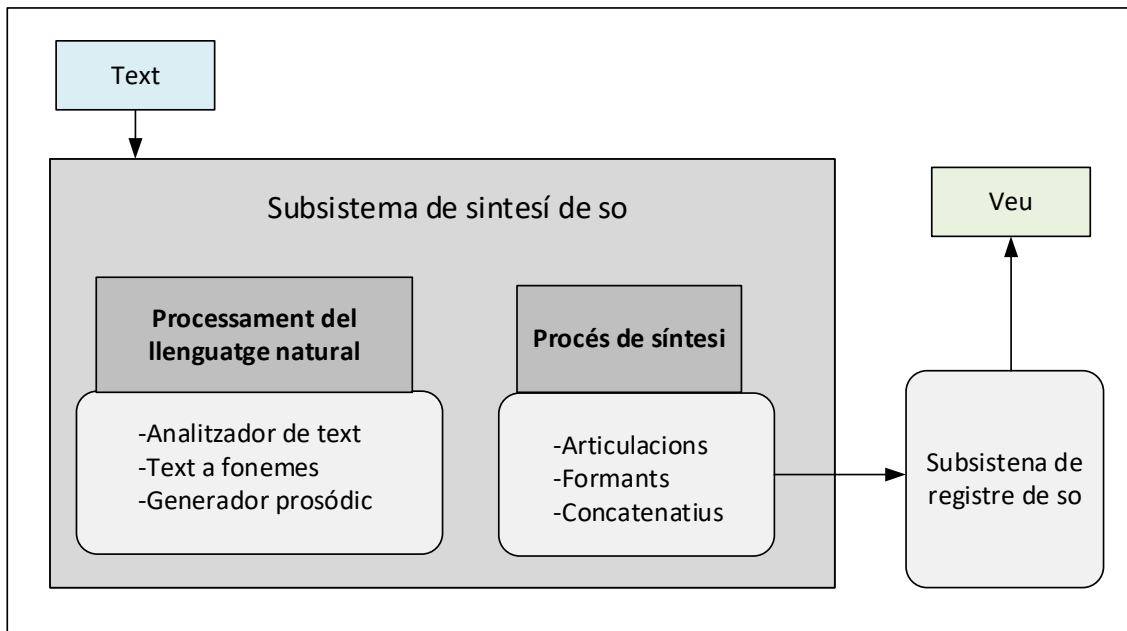 Text
Subsistema de sintesí de so
Processament del
llenguatge natural
-Analitzador de text
-Text a fonemes
-Generador prosódic
Procés de síntesi
-Articulacions
-Formants
-Concatenatius
Veu
Subsistena de
registre de so